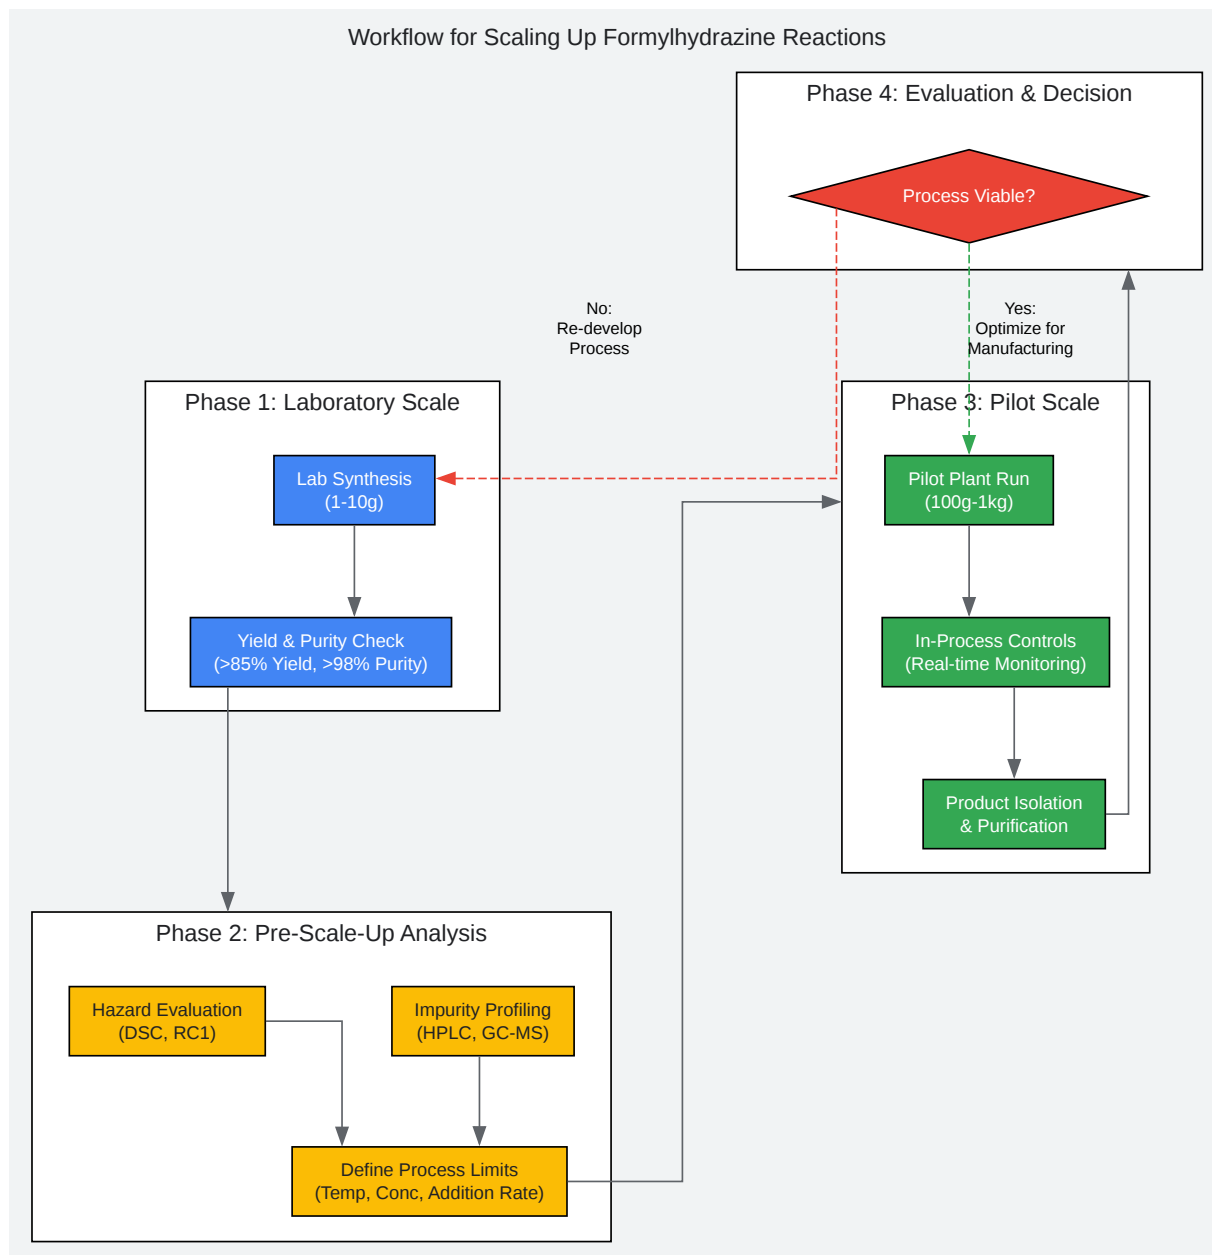 Workflow for Scaling Up Formylhydrazine Reactions
Phase 4: Evaluation & Decision
Process Viable?
No:
Re-develop
Process
Yes:
Optimize for
Manufacturing
Phase 1: Laboratory Scale
Lab Synthesis
(1-10g)
Yield & Purity Check
(>85% Yield, >98% Purity)
Phase 3: Pilot Scale
Pilot Plant Run
(100g-1kg)
In-Process Controls
(Real-time Monitoring)
Product Isolation
& Purification
Phase 2: Pre-Scale-Up Analysis
Hazard Evaluation
(DSC, RC1)
Impurity Profiling
(HPLC, GC-MS)
Define Process Limits
(Temp, Conc, Addition Rate)